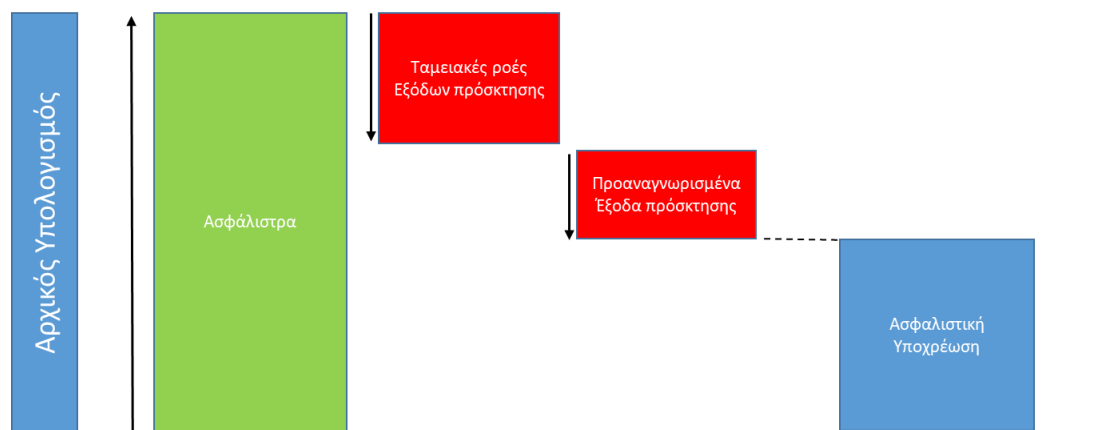 Αρχικός Υπολογισμός
Ασφάλιστρα
Ταμειακές ροές
Εξόδων πρόσκτησης
Προαναγνωρισμένα
Έξοδα πρόσκτησης
Ασφαλιστική
Υποχρέωση